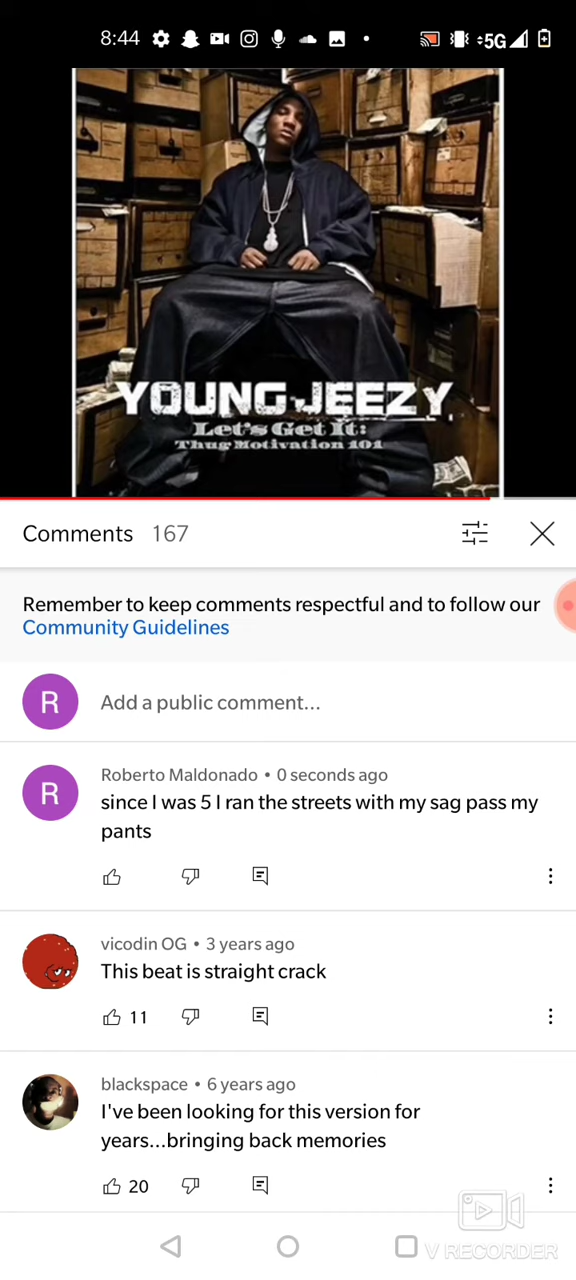 8:44
5G
YOUNG JEEZY
Let's Get It:
Thug Motivation 101
Comments 167
Remember to keep comments respectful and to follow our
Community Guidelines
R
Add a public comment...
R
Roberto Maldonado • 0 seconds ago
since I was 5 I ran the streets with my sag pass my
pants
vicodin OG • 3 years ago
This beat is straight crack
11
blackspace • 6 years ago
I've been looking for this version for
years...bringing back memories
20
V RECORDER